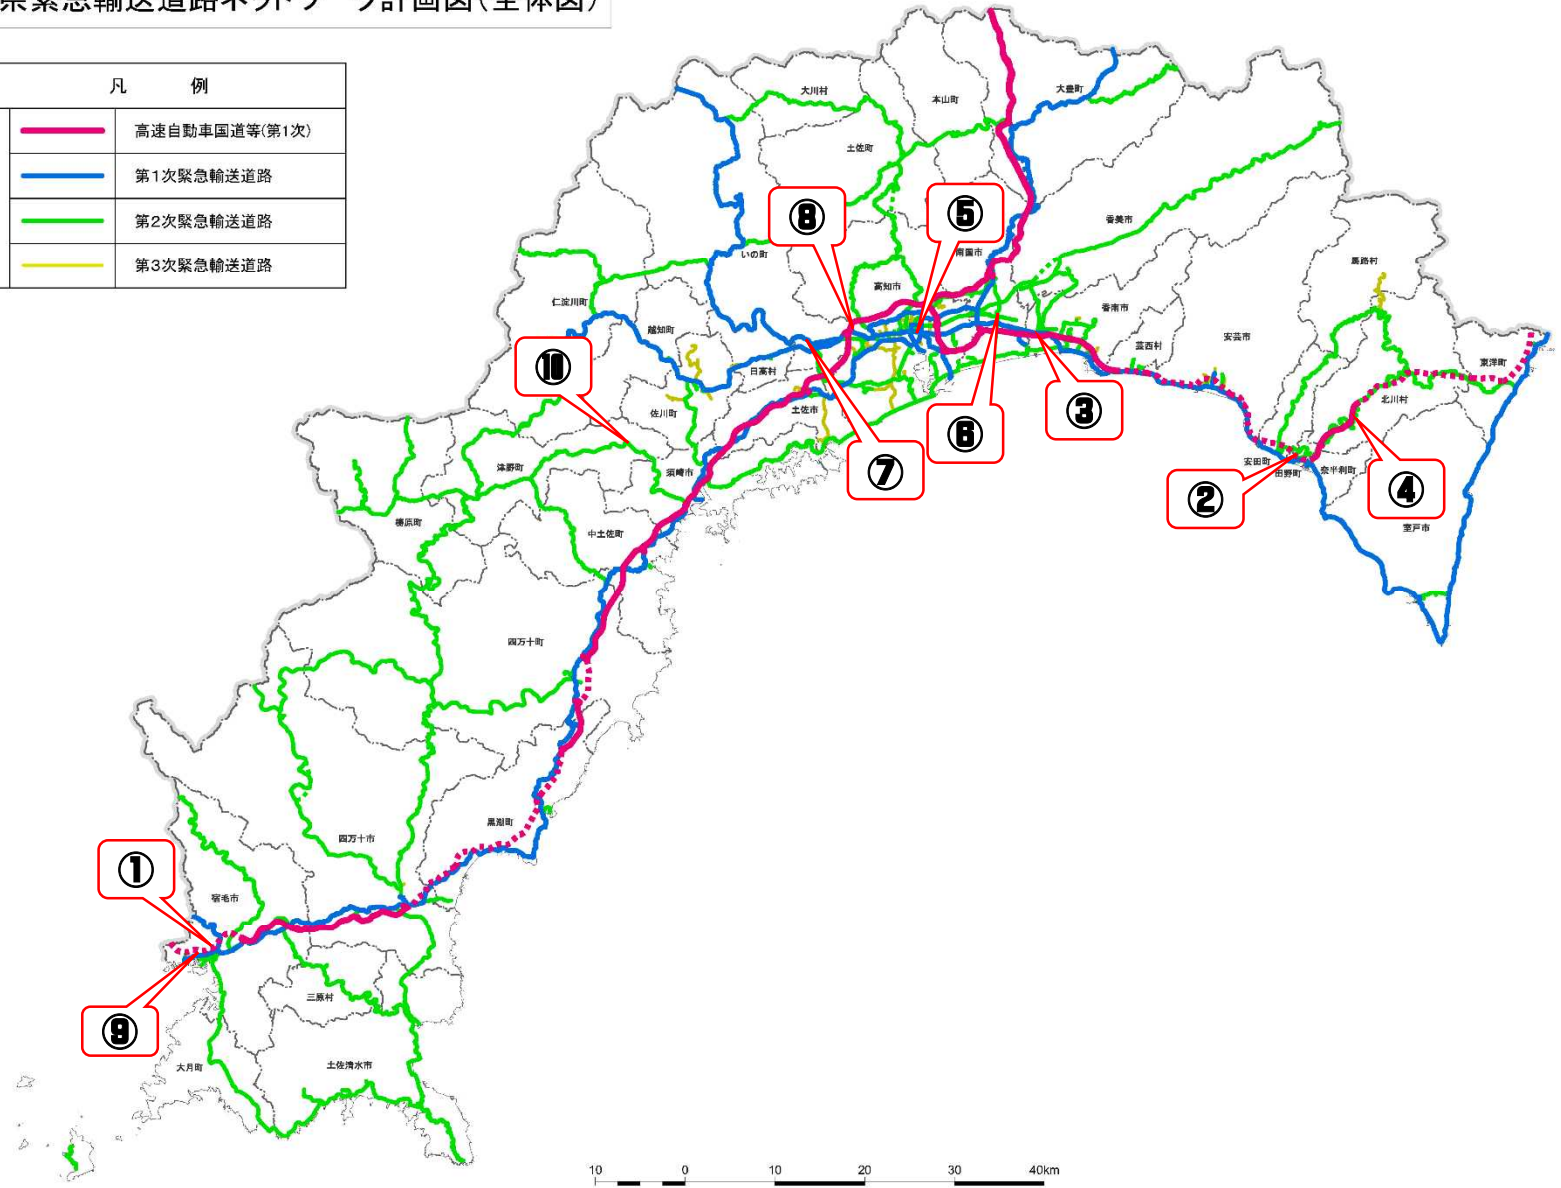 県緊急輸送道路ネットワーク計画図(全体図)
凡 例
高速自動車国道等(第1次)
第1次緊急輸送道路
第2次緊急輸送道路
第3次緊急輸送道路
大川村
本山町
大豊町
土佐町
⑧
⑤
香美市
いの町
南国市
馬路村
高知市
仁淀川町
越知町
香南市
芸西村
安芸市
東洋町
⑩
日高村
北川村
佐川町
土佐市
③
⑥
津野町
須崎市
⑦
安田町
田野町
奈半利町
②
④
梼原町
中土佐町
室戸市
四万十町
黒潮町
四万十市
①
宿毛市
三原村
⑨
大月町
土佐清水市
10 0 10 20 30 40km